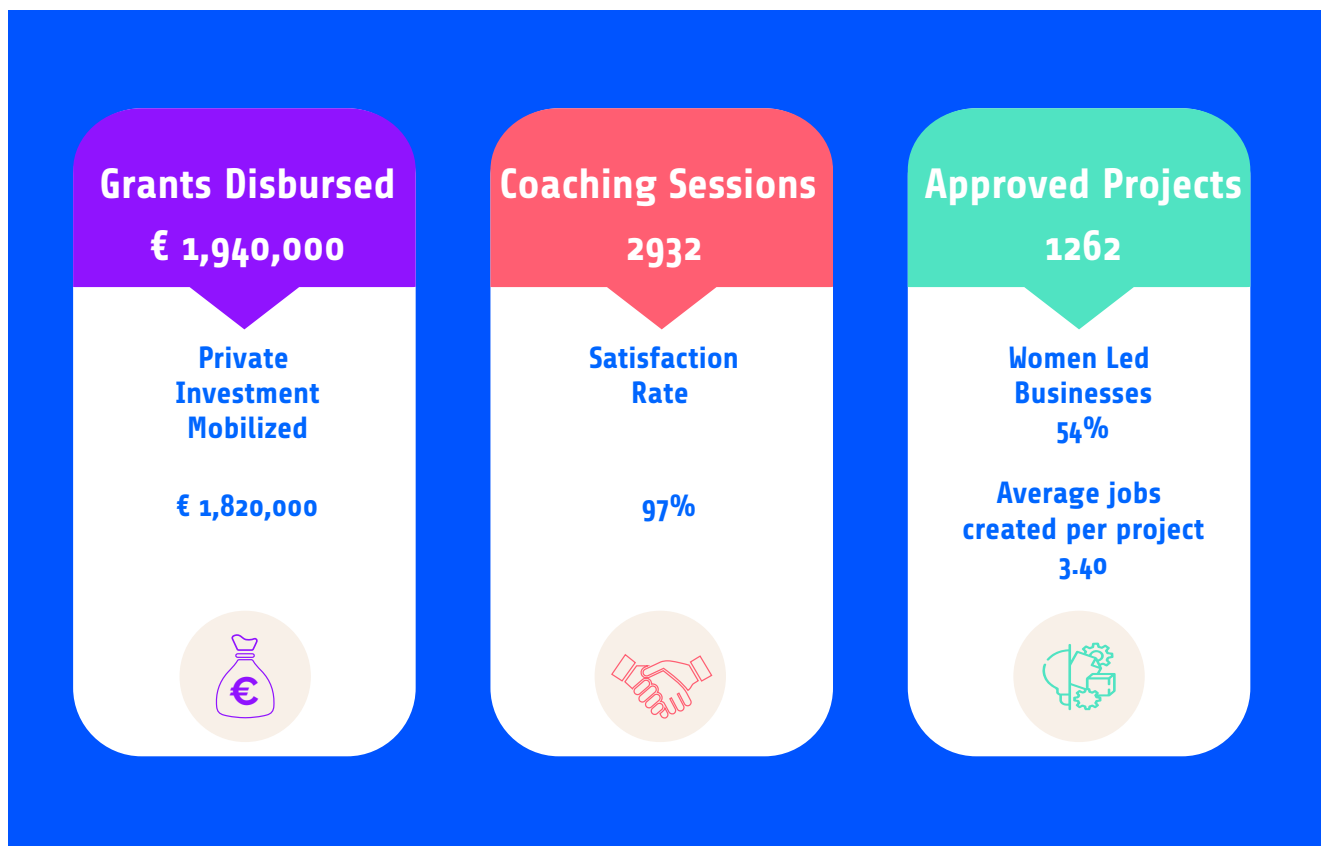 Grants Disbursed
€ 1,940,000
Private
Investment
Mobilized
€ 1,820,000
€
Coaching Sessions
2932
Satisfaction
Rate
97%
Approved Projects
1262
Women Led
Businesses
54%
Average jobs
created per project
3.40